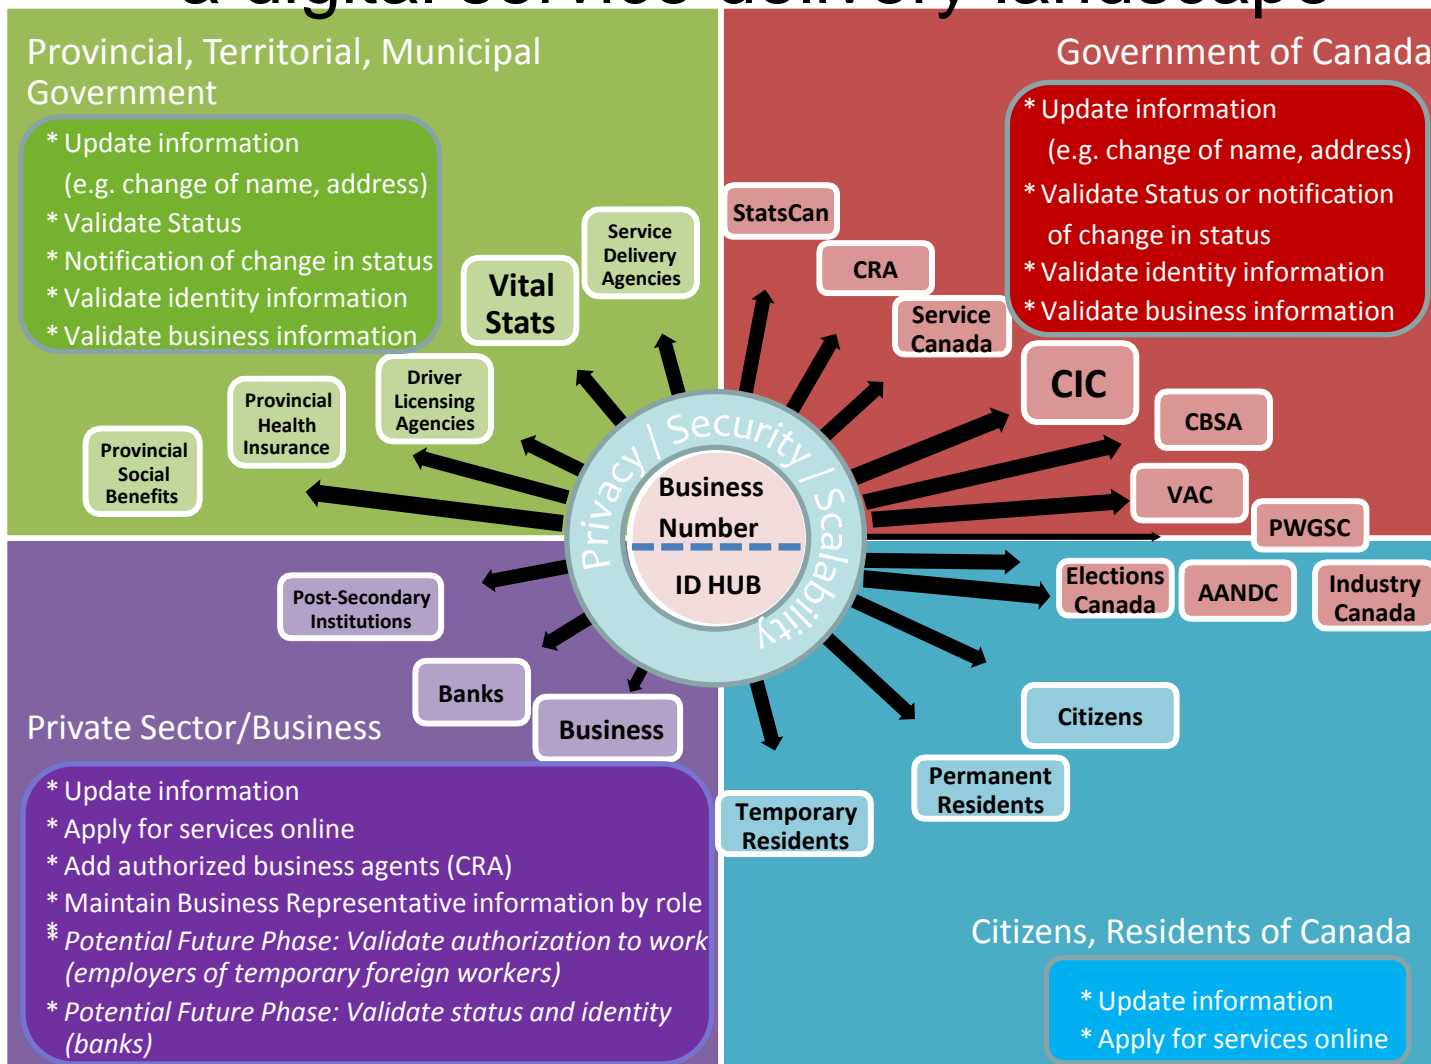 a digital service delivery landscape
Provincial, Territorial, Municipal
Government
* Update information
(e.g. change of name, address)
* Validate Status
* Notification of change in status
* Validate identity information
* Validate business information
Government of Canada
* Update information
(e.g. change of name, address)
* Validate Status or notification
of change in status
* Validate identity information
* Validate business information
Service
Delivery
Agencies
Vital
Stats
Driver
Licensing
Agencies
Provincial
Health
Insurance
Provincial
Social
Benefits
StatsCan
CRA
Service
Canada
CIC
CBSA
VAC
PWGSC
Elections
Canada
AANDC
Industry
Canada
Privacy / Security / Scalability
Business
Number
ID HUB
Post-Secondary
Institutions
Banks
Business
Private Sector/Business
* Update information
* Apply for services online
* Add authorized business agents (CRA)
* Maintain Business Representative information by role
* Potential Future Phase: Validate authorization to work
* (employers of temporary foreign workers)
* Potential Future Phase: Validate status and identity
(banks)
Citizens
Permanent
Residents
Temporary
Residents
Citizens, Residents of Canada
* Update information
* Apply for services online